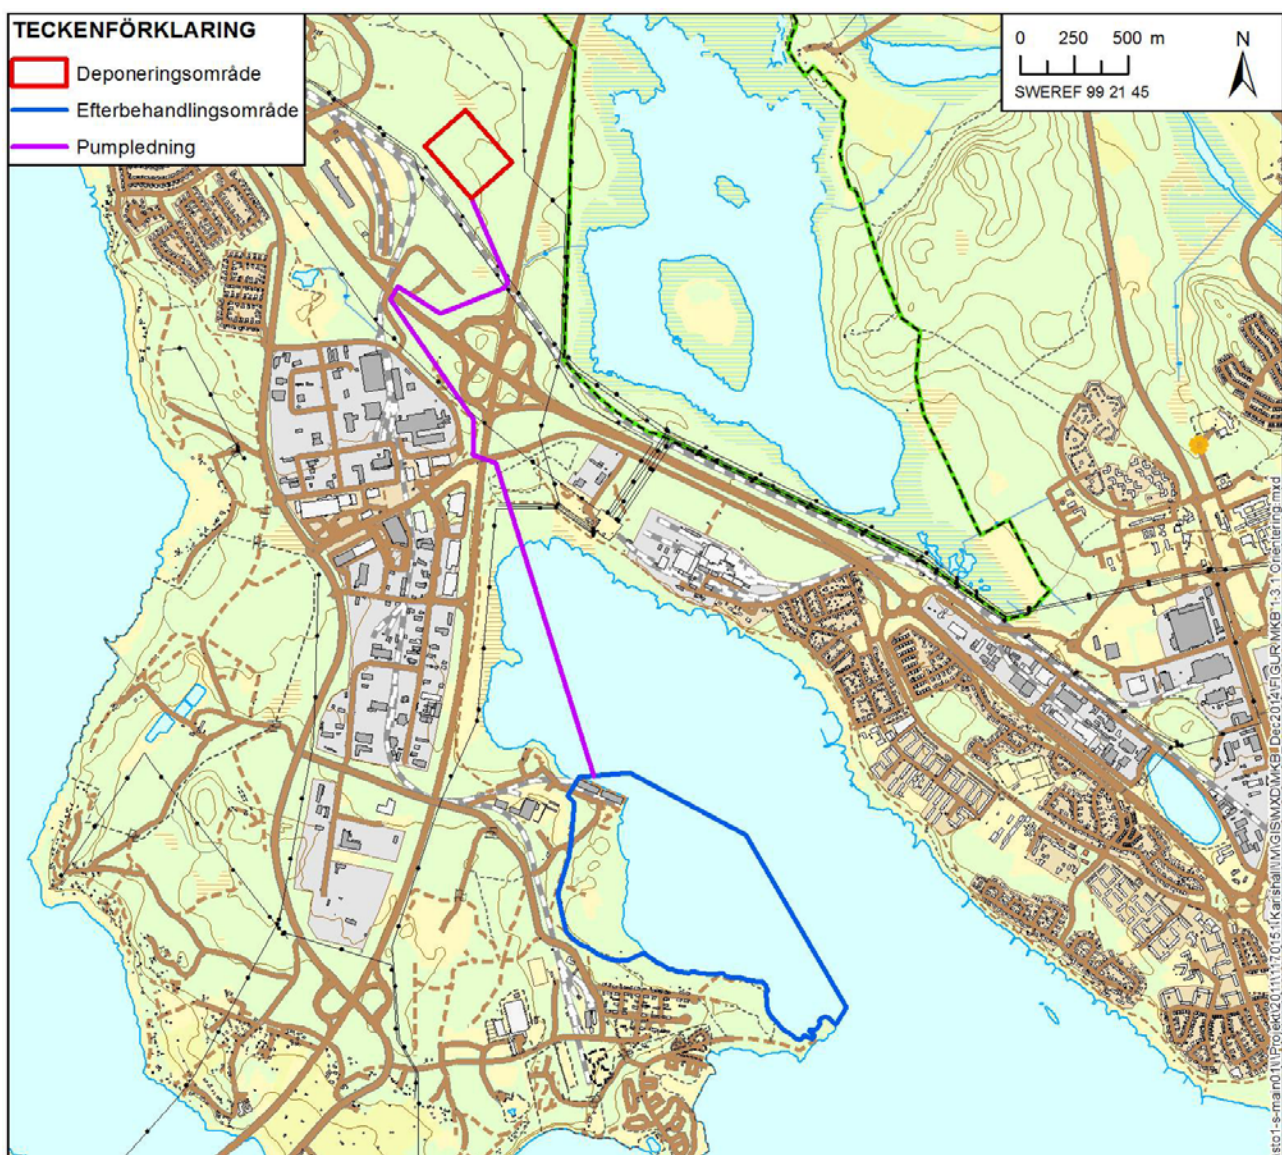 TECKENFÖRKLARING
Deponeringsområde
Efterbehandlingsområde
Pumpledning
0 250 500 m
SWEREF 99 21 45
N